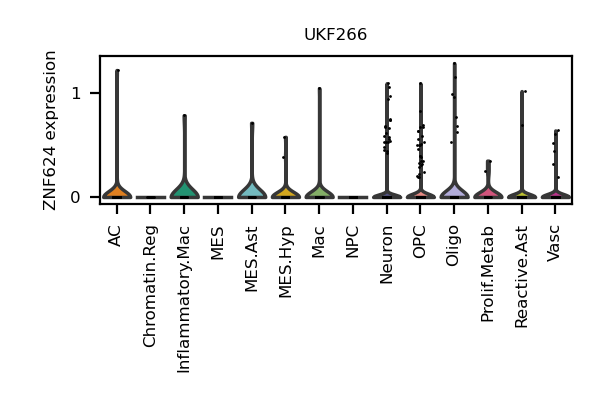 UKF266
ZNF624 expression
1
0
AC
Chromatin.Reg
Inflammatory.Mac
MES
MES.Ast
MES.Hyp
Mac
NPC
Neuron
OPC
Oligo
Prolif.Metab
Reactive.Ast
Vasc